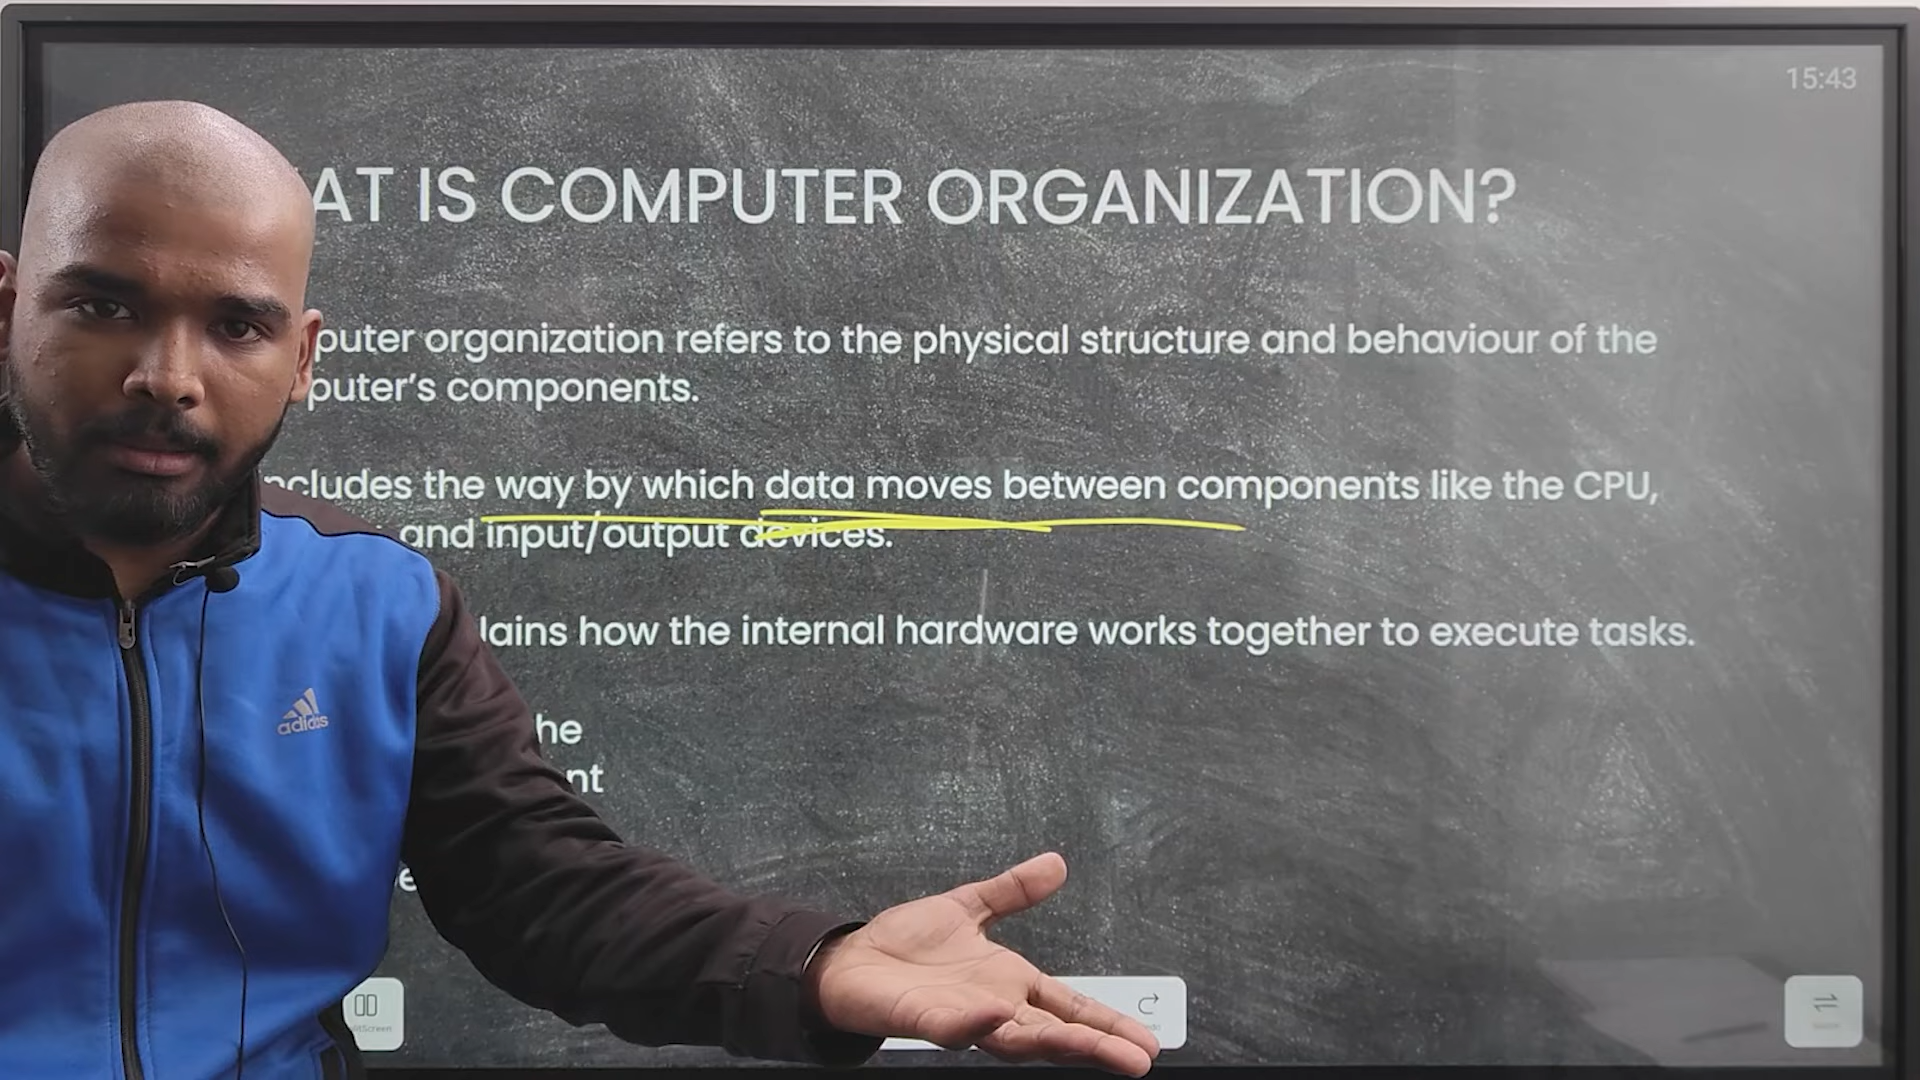 15:43
AT IS COMPUTER ORGANIZATION?
puter organization refers to the physical structure and behaviour of the
puter's components.
ncludes the way by which data moves between components like the CPU,
and input/output devices.
lains how the internal hardware works together to execute tasks.
he
nt
e
adidas